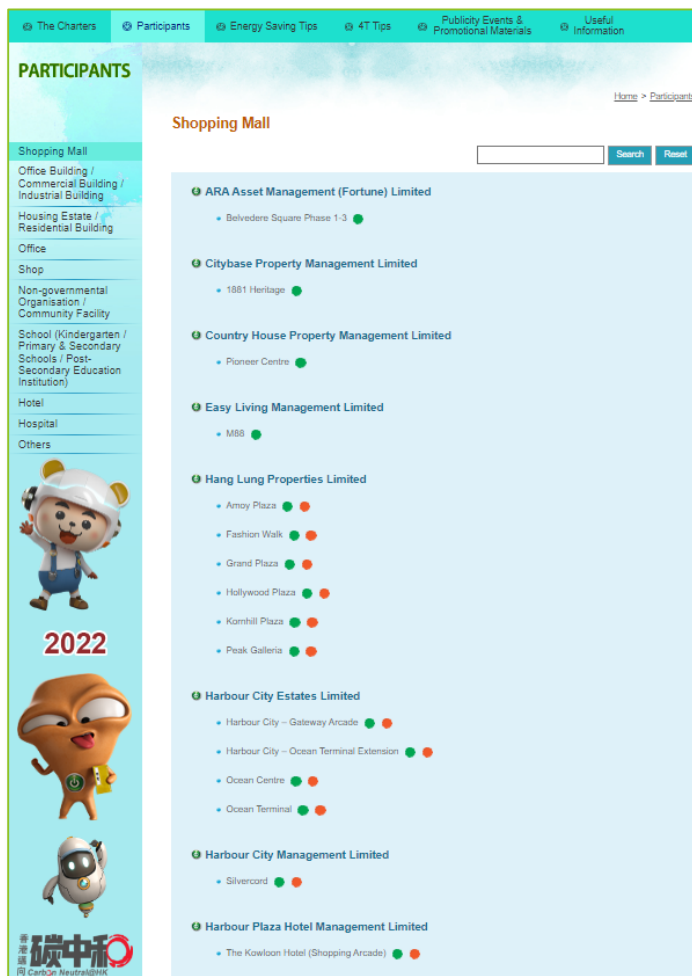 The Charters
Participants
Energy Saving Tips
4T Tips
Publicity Events &
Promotional Materials
Useful
Information
PARTICIPANTS
Home > Participants
Shopping Mall
Search
Reset
Shopping Mall
Office Building /
Commercial Building /
Industrial Building
Housing Estate /
Residential Building
Office
Shop
Non-governmental
Organisation /
Community Facility
School (Kindergarten /
Primary & Secondary
Schools / Post-
Secondary Education
Institution)
Hotel
Hospital
Others
2022
香港邁向
碳中和
Carbon Neutral@HK
ARA Asset Management (Fortune) Limited
Belvedere Square Phase 1-3
Citybase Property Management Limited
1881 Heritage
Country House Property Management Limited
Pioneer Centre
Easy Living Management Limited
M88
Hang Lung Properties Limited
Amoy Plaza
Fashion Walk
Grand Plaza
Hollywood Plaza
Kornhill Plaza
Peak Galleria
Harbour City Estates Limited
Harbour City – Gateway Arcade
Harbour City – Ocean Terminal Extension
Ocean Centre
Ocean Terminal
Harbour City Management Limited
Silvercord
Harbour Plaza Hotel Management Limited
The Kowloon Hotel (Shopping Arcade)